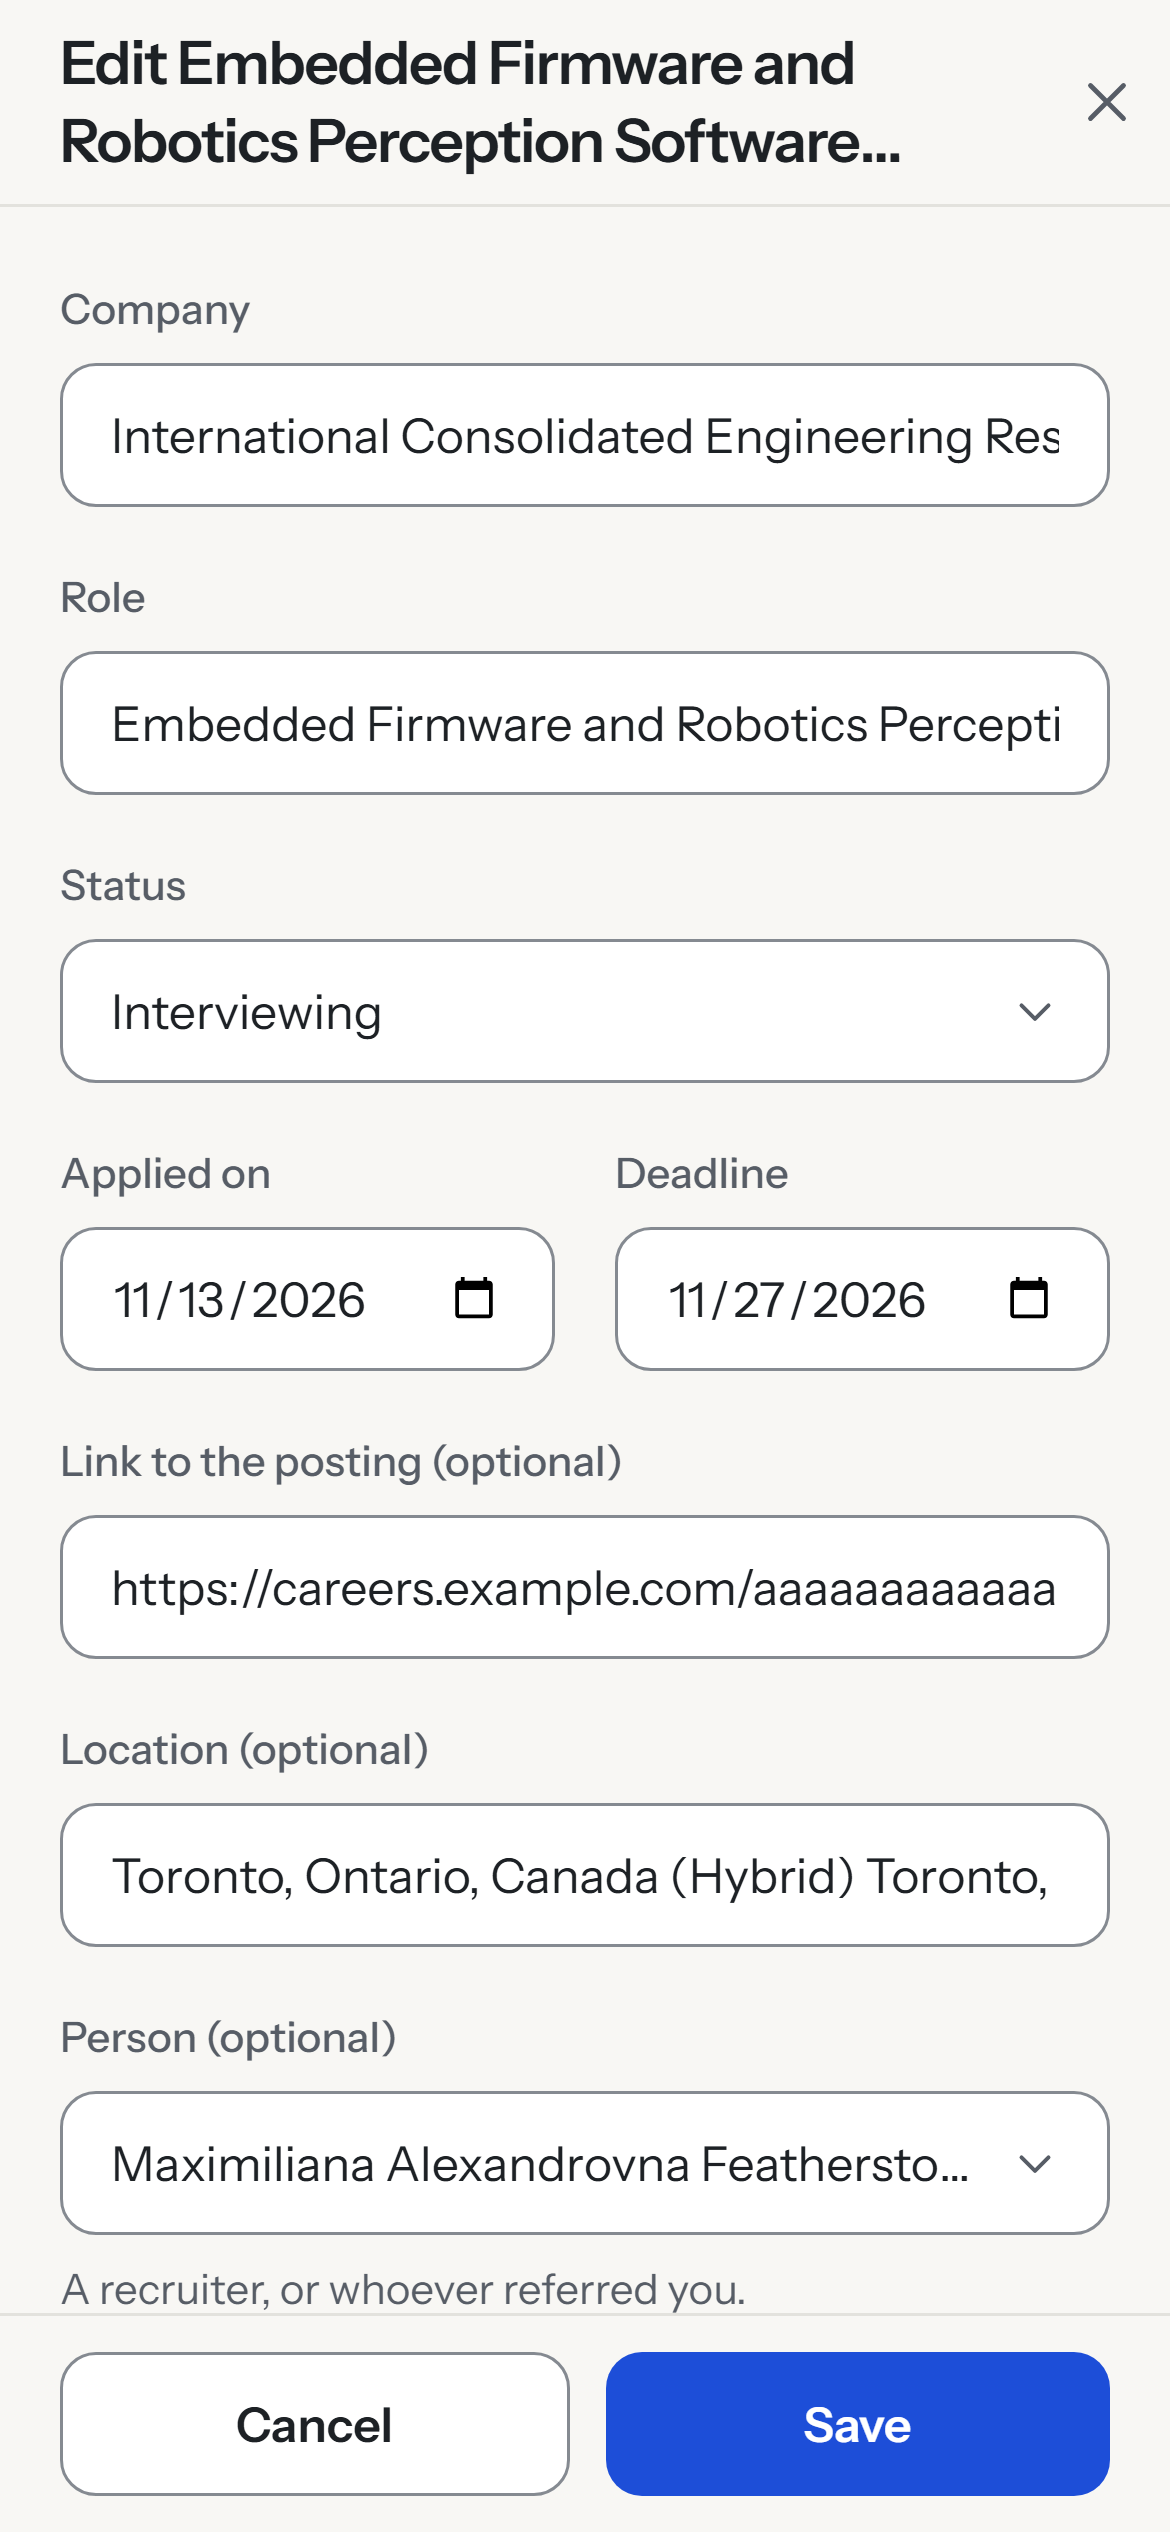 Edit Embedded Firmware and
Robotics Perception Software...
Company
International Consolidated Engineering Res
Role
Embedded Firmware and Robotics Percepti
Status
Interviewing
Applied on
Deadline
11/13/2026
11/27/2026
Link to the posting (optional)
https://careers.example.com/aaaaaaaaaaaaa
Location (optional)
Toronto, Ontario, Canada (Hybrid) Toronto,
Person (optional)
Maximiliana Alexandrovna Feathersto...
A recruiter, or whoever referred you.
Cancel
Save